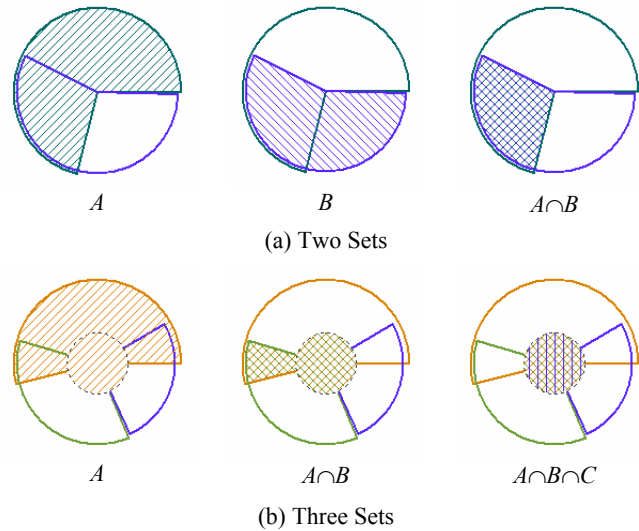 A B A∩B
(a) Two Sets
A A∩B A∩B∩C
(b) Three Sets